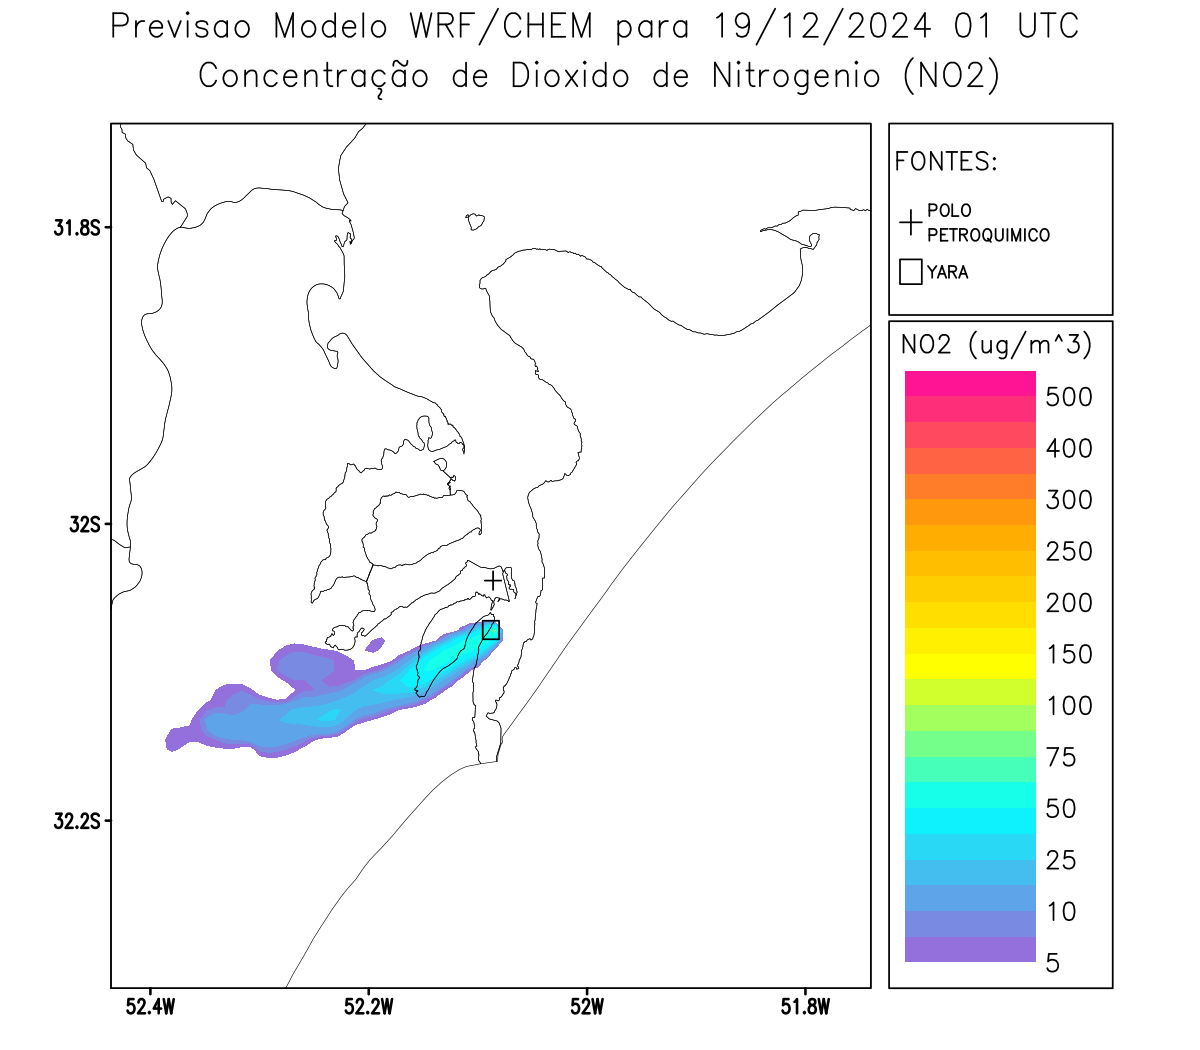 Previsao Modelo WRF/CHEM para 19/12/2024 01 UTC
Concentração de Dioxido de Nitrogenio (NO2)
FONTES:
POLO
PETROQUIMICO
YARA
NO2 (ug/m^3)
500
400
300
250
200
150
100
75
50
25
10
5
31.8S
32S
32.2S
52.4W
52.2W
52W
51.8W